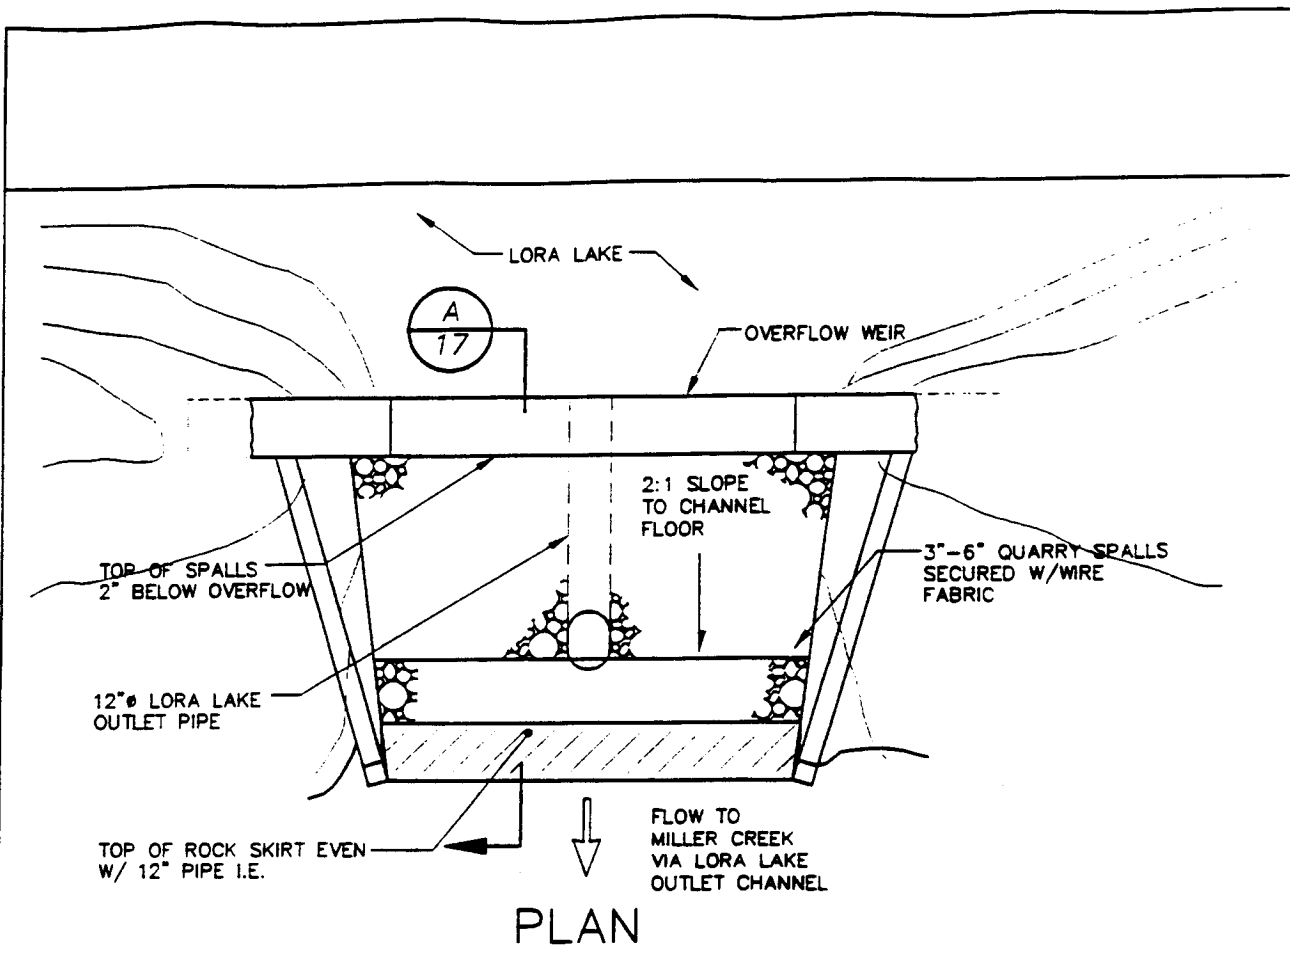 LORA LAKE
A
17
OVERFLOW WEIR
2:1 SLOPE
TO CHANNEL
FLOOR
TOP OF SPALLS
2" BELOW OVERFLOW
3"-6" QUARRY SPALLS
SECURED W/WIRE
FABRIC
12"ø LORA LAKE
OUTLET PIPE
TOP OF ROCK SKIRT EVEN
W/ 12" PIPE I.E.
FLOW TO
MILLER CREEK
VIA LORA LAKE
OUTLET CHANNEL
PLAN